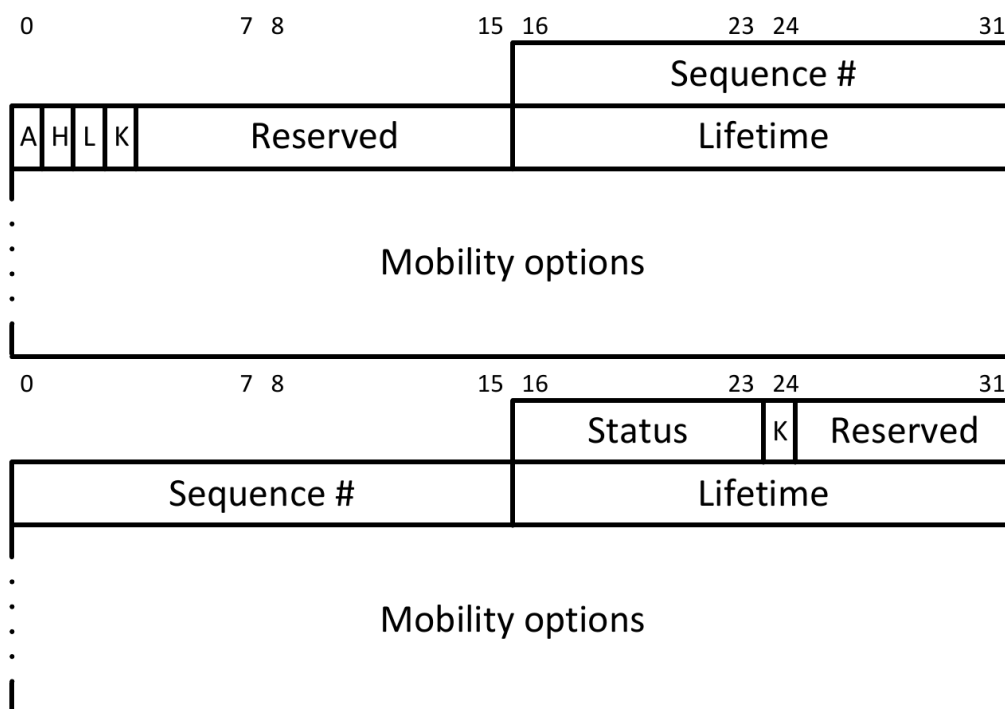 0 7 8 15 16 23 24 31
Sequence #
A H L K Reserved Lifetime
Mobility options
0 7 8 15 16 23 24 31
Status K Reserved
Sequence # Lifetime
Mobility options